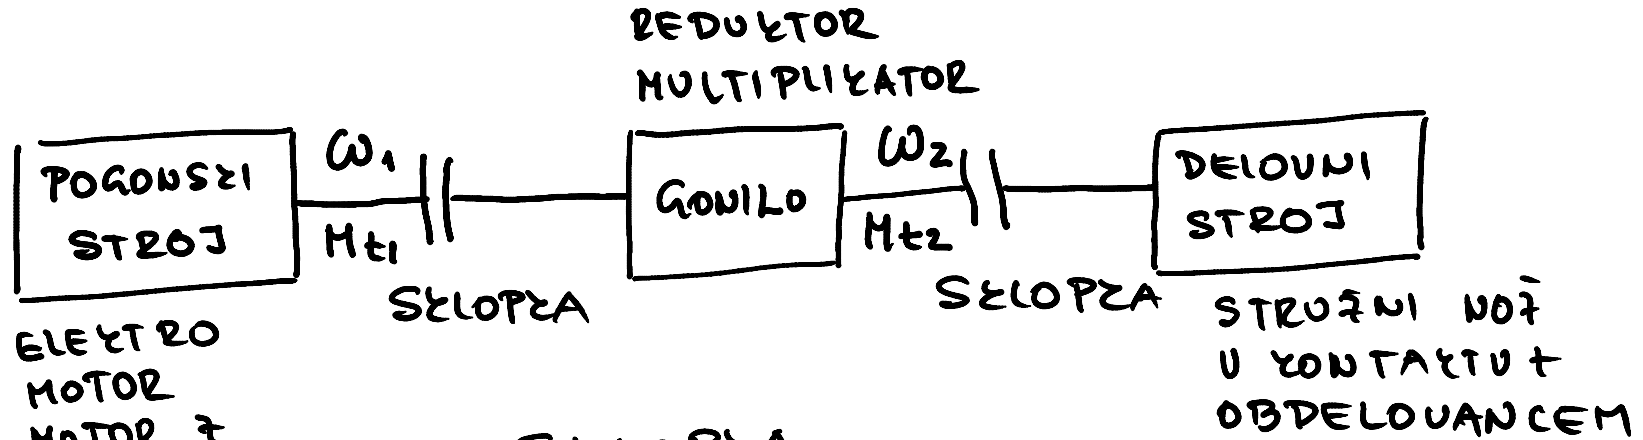 REDUKTOR
MULTIPLIKATOR
POGONSKI
STROJ
ω1
Mt1
SKLOPKA
GONILO
ω2
Mt2
SKLOPKA
DELOVNI
STROJ
ELEKTRO
MOTOR
MOTOR Z
STRUŽNI NOŽ
V KONTAKTU +
OBDELOVANCEM